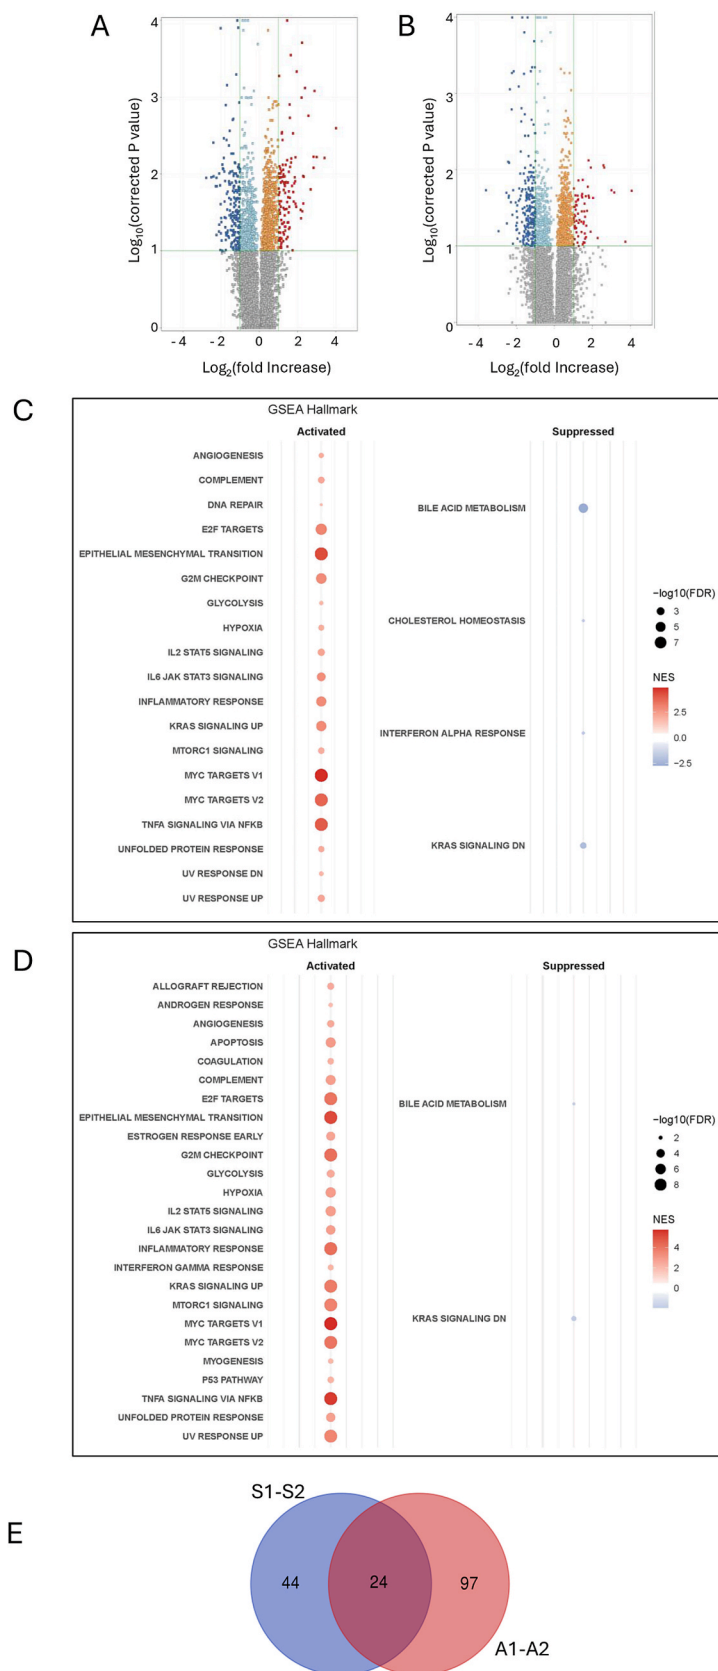 A
B
4
3
2
1
0
Log10(corrected P value)
- 4
- 2
0
2
4
Log2(fold Increase)
4
3
2
1
0
Log10(corrected P value)
- 4
- 2
0
2
4
Log2(fold Increase)
C
GSEA Hallmark
Activated
Suppressed
ANGIOGENESIS
COMPLEMENT
DNA REPAIR
E2F TARGETS
EPITHELIAL MESENCHYMAL TRANSITION
G2M CHECKPOINT
GLYCOLYSIS
HYPOXIA
IL2 STAT5 SIGNALING
IL6 JAK STAT3 SIGNALING
INFLAMMATORY RESPONSE
KRAS SIGNALING UP
MTORC1 SIGNALING
MYC TARGETS V1
MYC TARGETS V2
TNFA SIGNALING VIA NFKB
UNFOLDED PROTEIN RESPONSE
UV RESPONSE DN
UV RESPONSE UP
BILE ACID METABOLISM
CHOLESTEROL HOMEOSTASIS
INTERFERON ALPHA RESPONSE
KRAS SIGNALING DN
−log10(FDR)
3
5
7
NES
2.5
0.0
−2.5
D
GSEA Hallmark
Activated
Suppressed
ALLOGRAFT REJECTION
ANDROGEN RESPONSE
ANGIOGENESIS
APOPTOSIS
COAGULATION
COMPLEMENT
E2F TARGETS
EPITHELIAL MESENCHYMAL TRANSITION
ESTROGEN RESPONSE EARLY
G2M CHECKPOINT
GLYCOLYSIS
HYPOXIA
IL2 STAT5 SIGNALING
IL6 JAK STAT3 SIGNALING
INFLAMMATORY RESPONSE
INTERFERON GAMMA RESPONSE
KRAS SIGNALING UP
MTORC1 SIGNALING
MYC TARGETS V1
MYC TARGETS V2
MYOGENESIS
P53 PATHWAY
TNFA SIGNALING VIA NFKB
UNFOLDED PROTEIN RESPONSE
UV RESPONSE UP
BILE ACID METABOLISM
KRAS SIGNALING DN
−log10(FDR)
2
4
6
8
NES
4
2
0
E
S1-S2
44
24
97
A1-A2